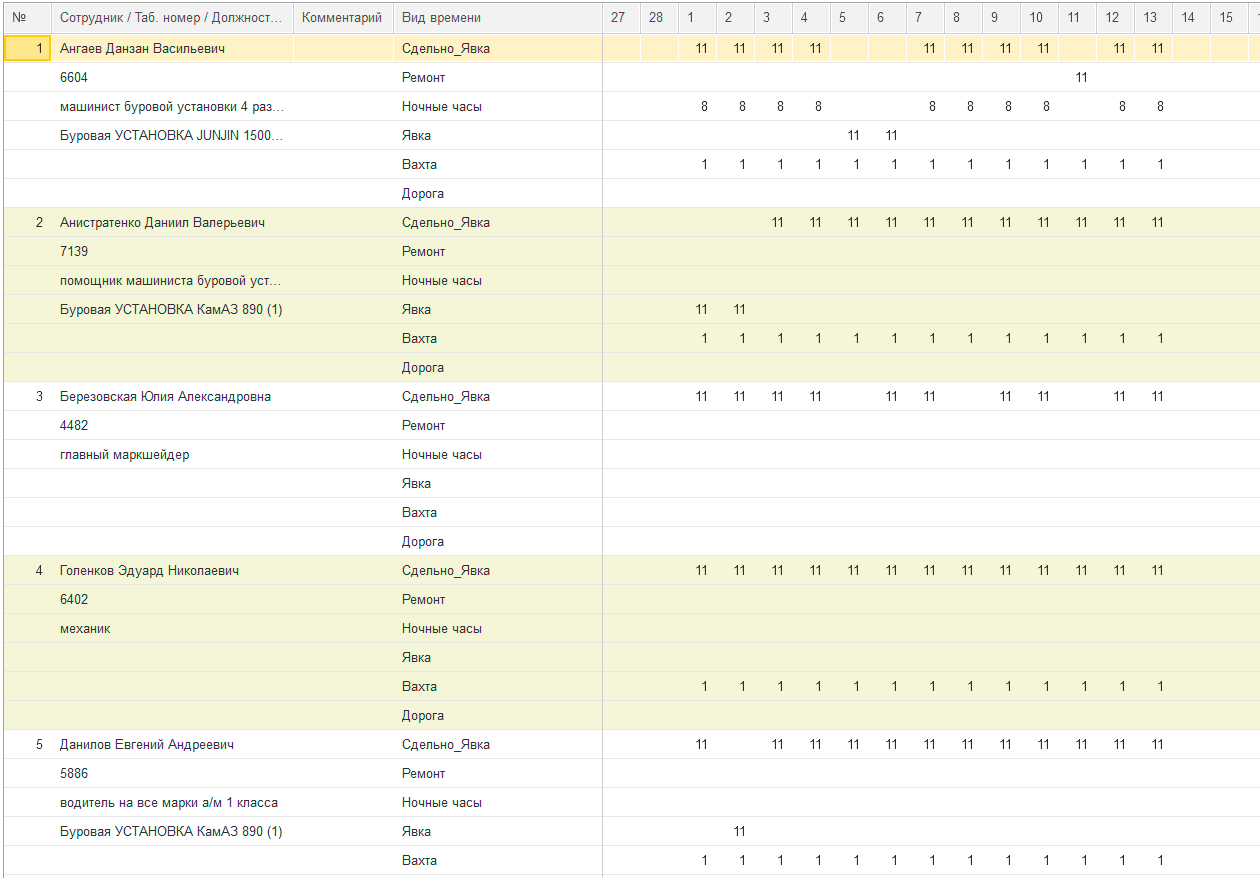 № Сотрудник / Таб. номер / Должност... Комментарий Вид времени 27 28 1 2 3 4 5 6 7 8 9 10 11 12 13 14 15
1 Ангаев Данзан Васильевич Сдельно_Явка 11 11 11 11 11 11 11 11 11 11
6604 Ремонт 11
машинист буровой установки 4 раз... Ночные часы 8 8 8 8 8 8 8 8 8 8
Буровая УСТАНОВКА JUNJIN 1500... Явка 11 11
Вахта 1 1 1 1 1 1 1 1 1 1 1 1 1
Дорога
2 Анистратенко Даниил Валерьевич Сдельно_Явка 11 11 11 11 11 11 11 11 11 11 11
7139 Ремонт
помощник машиниста буровой уст... Ночные часы
Буровая УСТАНОВКА КамАЗ 890 (1) Явка 11 11
Вахта 1 1 1 1 1 1 1 1 1 1 1 1 1
Дорога
3 Березовская Юлия Александровна Сдельно_Явка 11 11 11 11 11 11 11 11 11 11
4482 Ремонт
главный маркшейдер Ночные часы
Явка
Вахта
Дорога
4 Голенков Эдуард Николаевич Сдельно_Явка 11 11 11 11 11 11 11 11 11 11 11 11 11
6402 Ремонт
механик Ночные часы
Явка
Вахта 1 1 1 1 1 1 1 1 1 1 1 1 1
Дорога
5 Данилов Евгений Андреевич Сдельно_Явка 11 11 11 11 11 11 11 11 11 11 11 11
5886 Ремонт
водитель на все марки а/м 1 класса Ночные часы
Буровая УСТАНОВКА КамАЗ 890 (1) Явка 11
Вахта 1 1 1 1 1 1 1 1 1 1 1 1 1